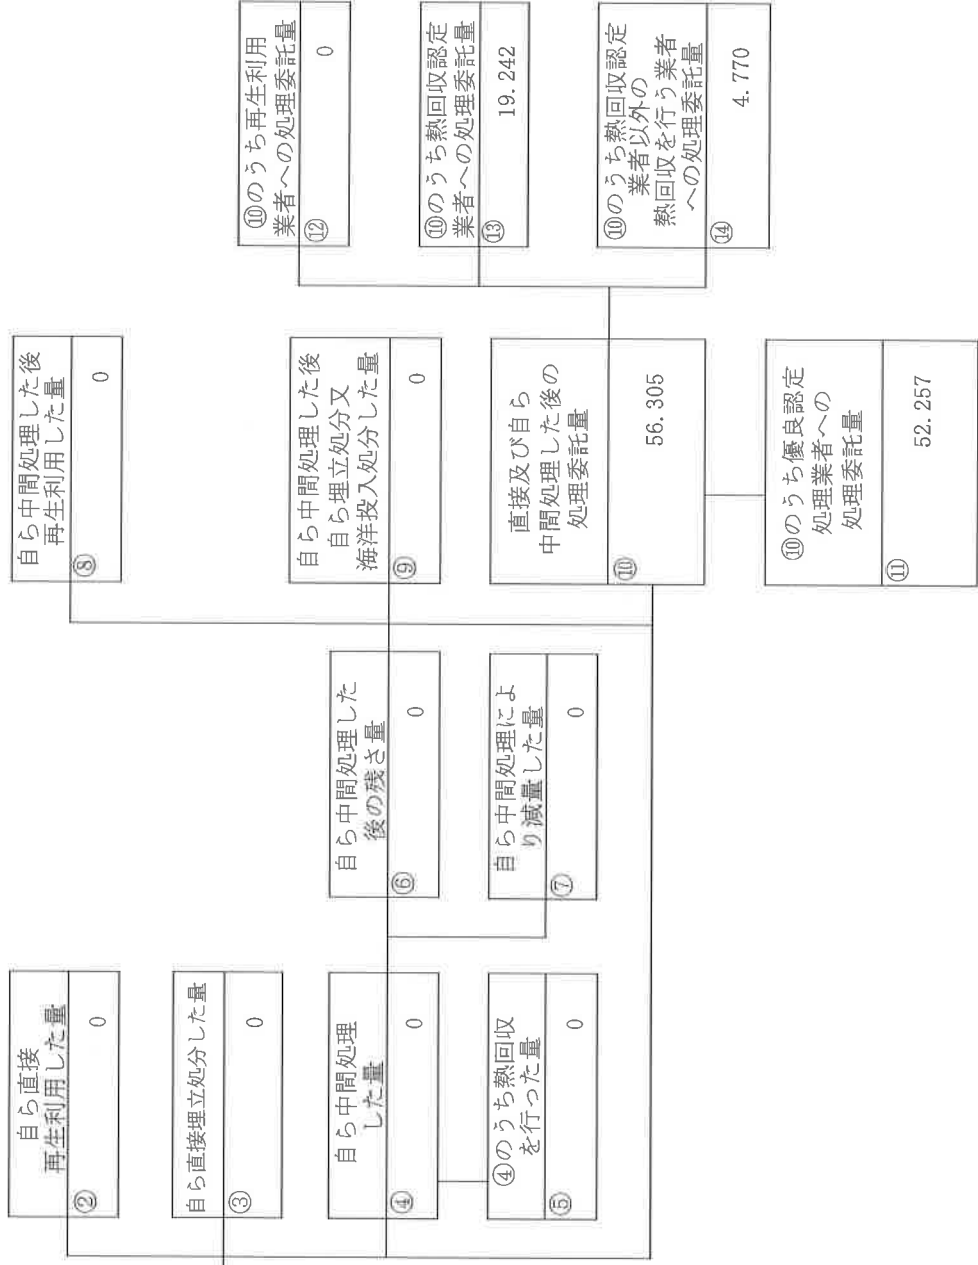 自ら直接
再生利用した量
② 0
自ら直接埋立処分した量
③ 0
自ら中間処理
した量
④ 0
④のうち熱回収
を行った量
⑤ 0
自ら中間処理した
後の残さ量
⑥ 0
自ら中間処理によ
り減量した量
⑦ 0
自ら中間処理した後
再生利用した量
⑧ 0
自ら中間処理した後
自ら埋立処分又
海洋投入処分した量
⑨ 0
直接及び自ら
中間処理した後の
処理委託量
⑩ 56.305
⑩のうち優良認定
処理業者への
処理委託量
⑪ 52.257
⑩のうち再生利用
業者への処理委託量
⑫ 0
⑩のうち熱回収認定
業者への処理委託量
⑬ 19.242
⑩のうち熱回収認定
業者以外の
熱回収を行う業者
への処理委託量
⑭ 4.770